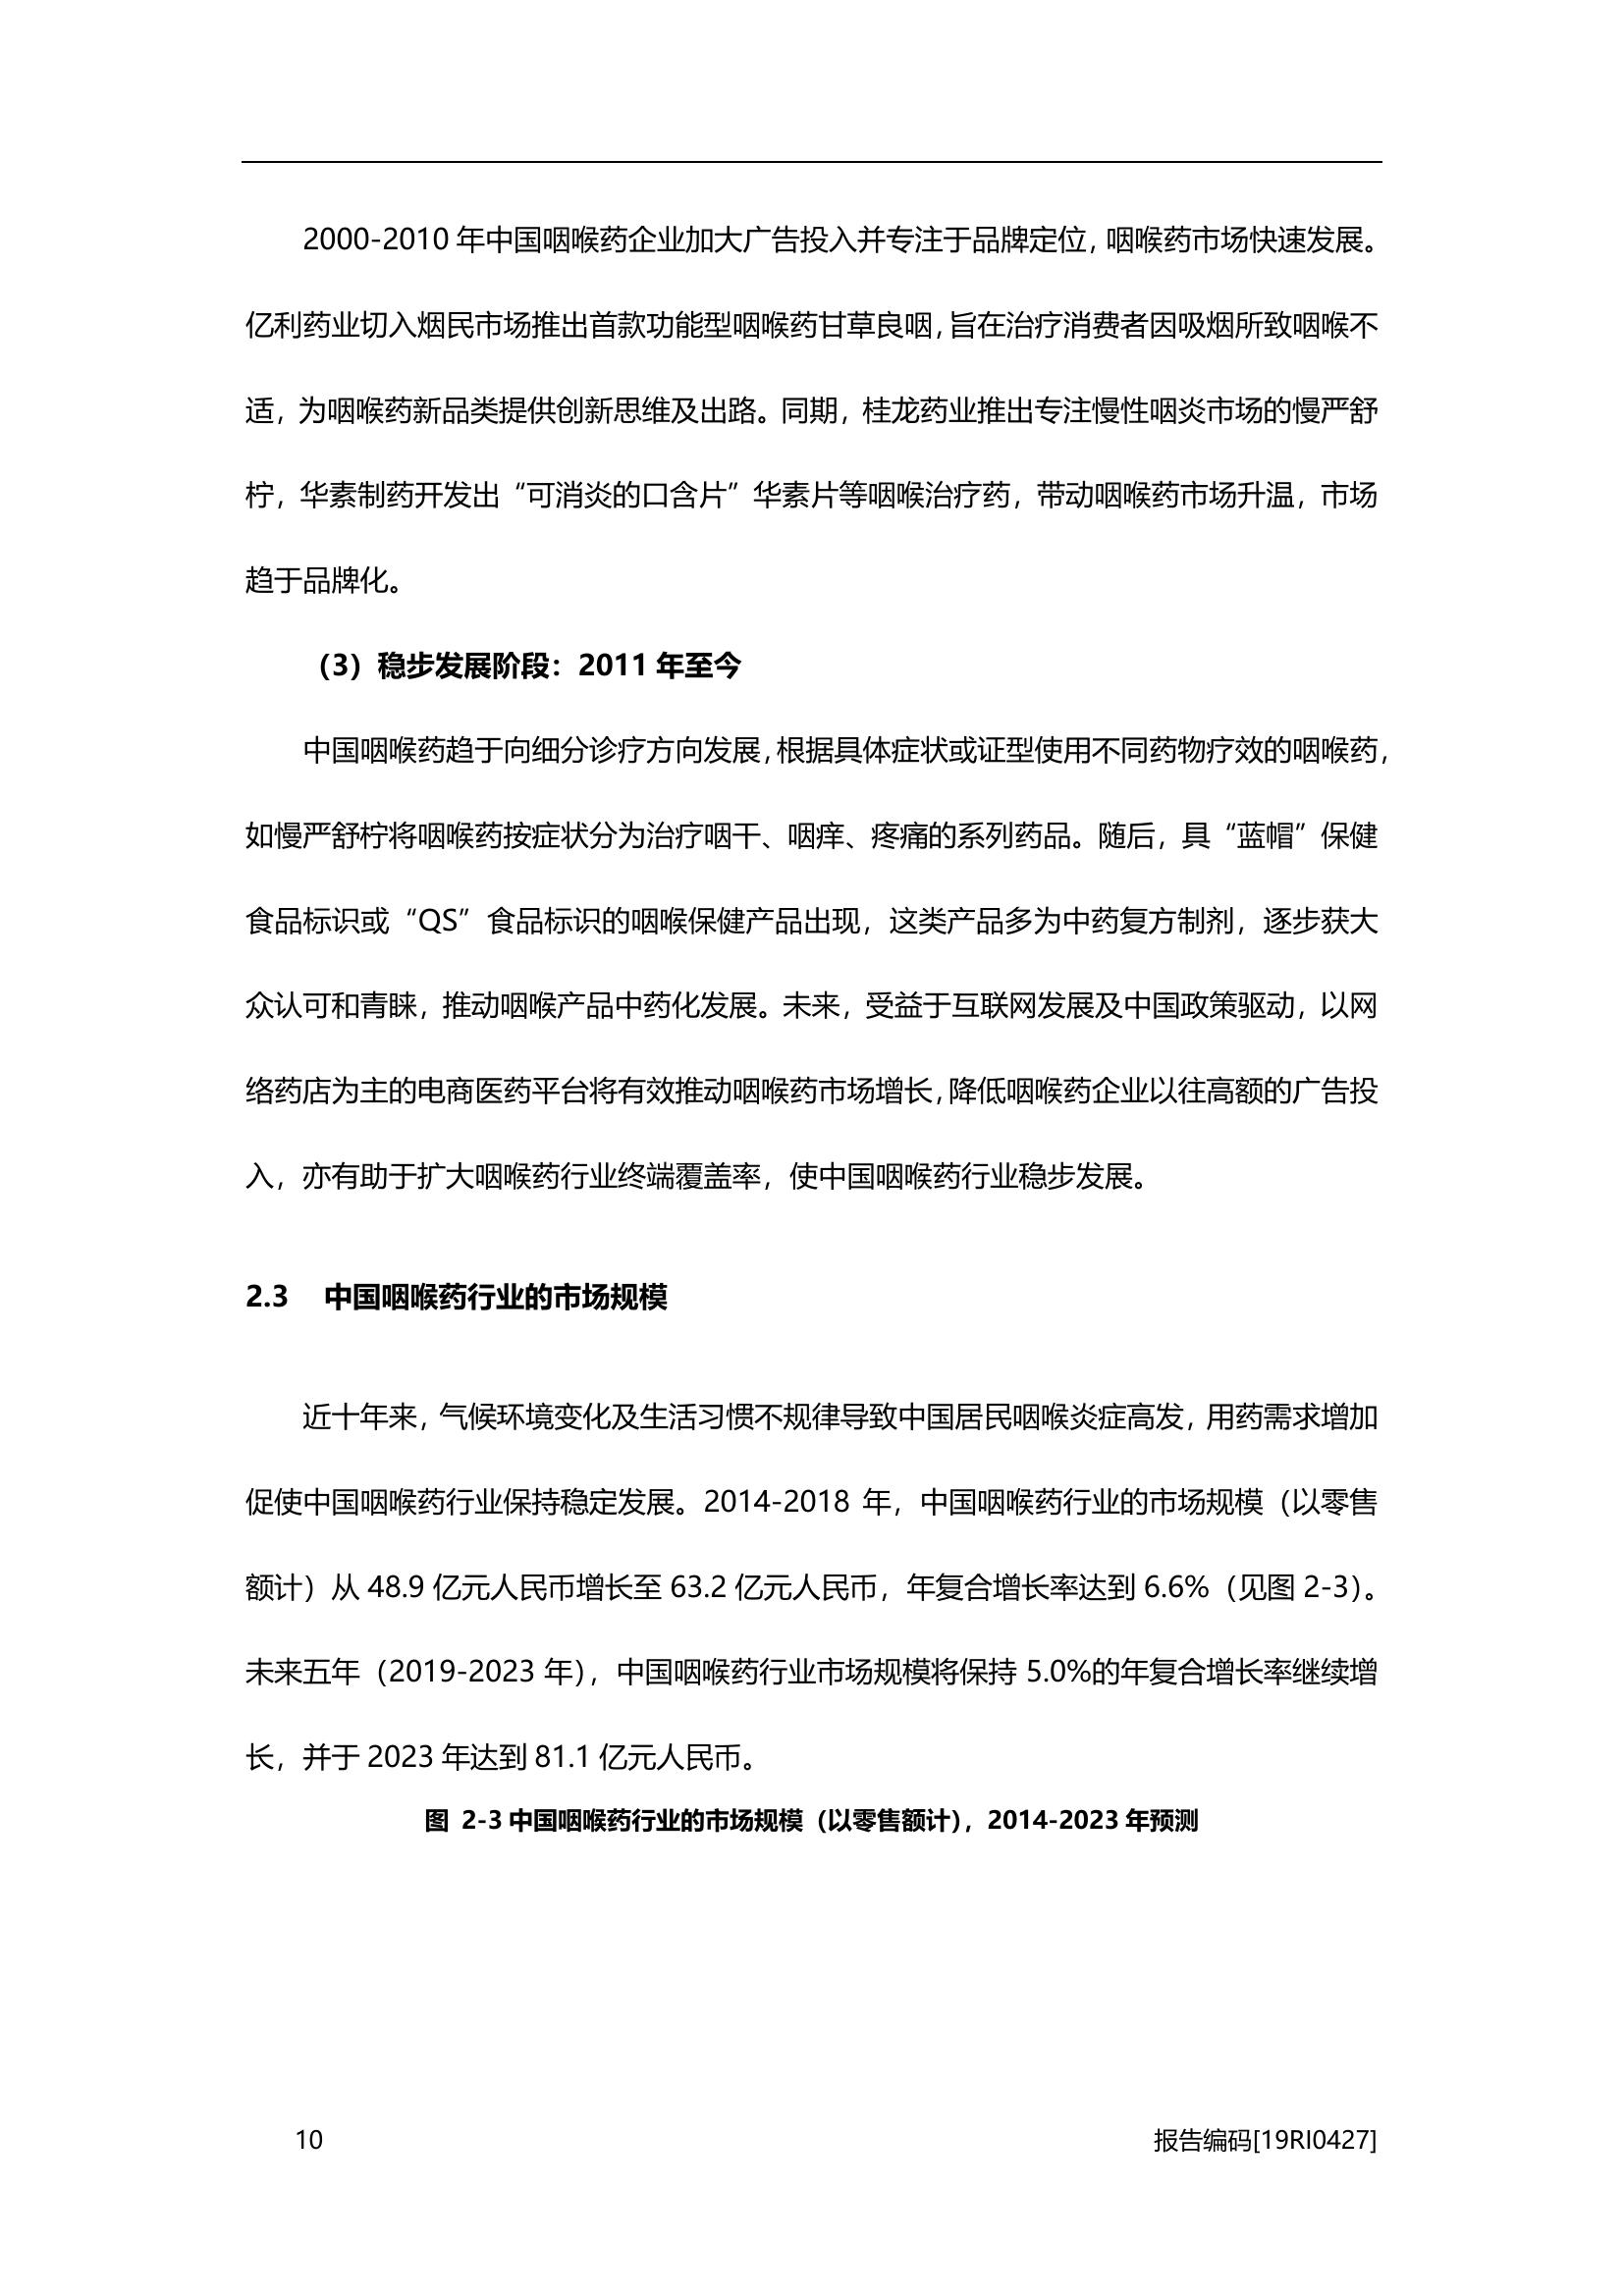 2000-2010 年中国咽喉药企业加大广告投入并专注于品牌定位，咽喉药市场快速发展。
亿利药业切入烟民市场推出首款功能型咽喉药甘草良咽，旨在治疗消费者因吸烟所致咽喉不
适，为咽喉药新品类提供创新思维及出路。同期，桂龙药业推出专注慢性咽炎市场的慢严舒
柠，华素制药开发出“可消炎的口含片”华素片等咽喉治疗药，带动咽喉药市场升温，市场
趋于品牌化。
（3）稳步发展阶段：2011 年至今
中国咽喉药趋于向细分诊疗方向发展，根据具体症状或证型使用不同药物疗效的咽喉药，
如慢严舒柠将咽喉药按症状分为治疗咽干、咽痒、疼痛的系列药品。随后，具“蓝帽”保健
食品标识或“QS”食品标识的咽喉保健产品出现，这类产品多为中药复方制剂，逐步获大
众认可和青睐，推动咽喉产品中药化发展。未来，受益于互联网发展及中国政策驱动，以网
络药店为主的电商医药平台将有效推动咽喉药市场增长，降低咽喉药企业以往高额的广告投
入，亦有助于扩大咽喉药行业终端覆盖率，使中国咽喉药行业稳步发展。
2.3 中国咽喉药行业的市场规模
近十年来，气候环境变化及生活习惯不规律导致中国居民咽喉炎症高发，用药需求增加
促使中国咽喉药行业保持稳定发展。2014-2018 年，中国咽喉药行业的市场规模（以零售
额计）从 48.9 亿元人民币增长至 63.2 亿元人民币，年复合增长率达到 6.6%（见图 2-3）。
未来五年（2019-2023 年），中国咽喉药行业市场规模将保持 5.0%的年复合增长率继续增
长，并于 2023 年达到 81.1 亿元人民币。
图 2-3 中国咽喉药行业的市场规模（以零售额计），2014-2023 年预测
10 报告编码[19RI0427]